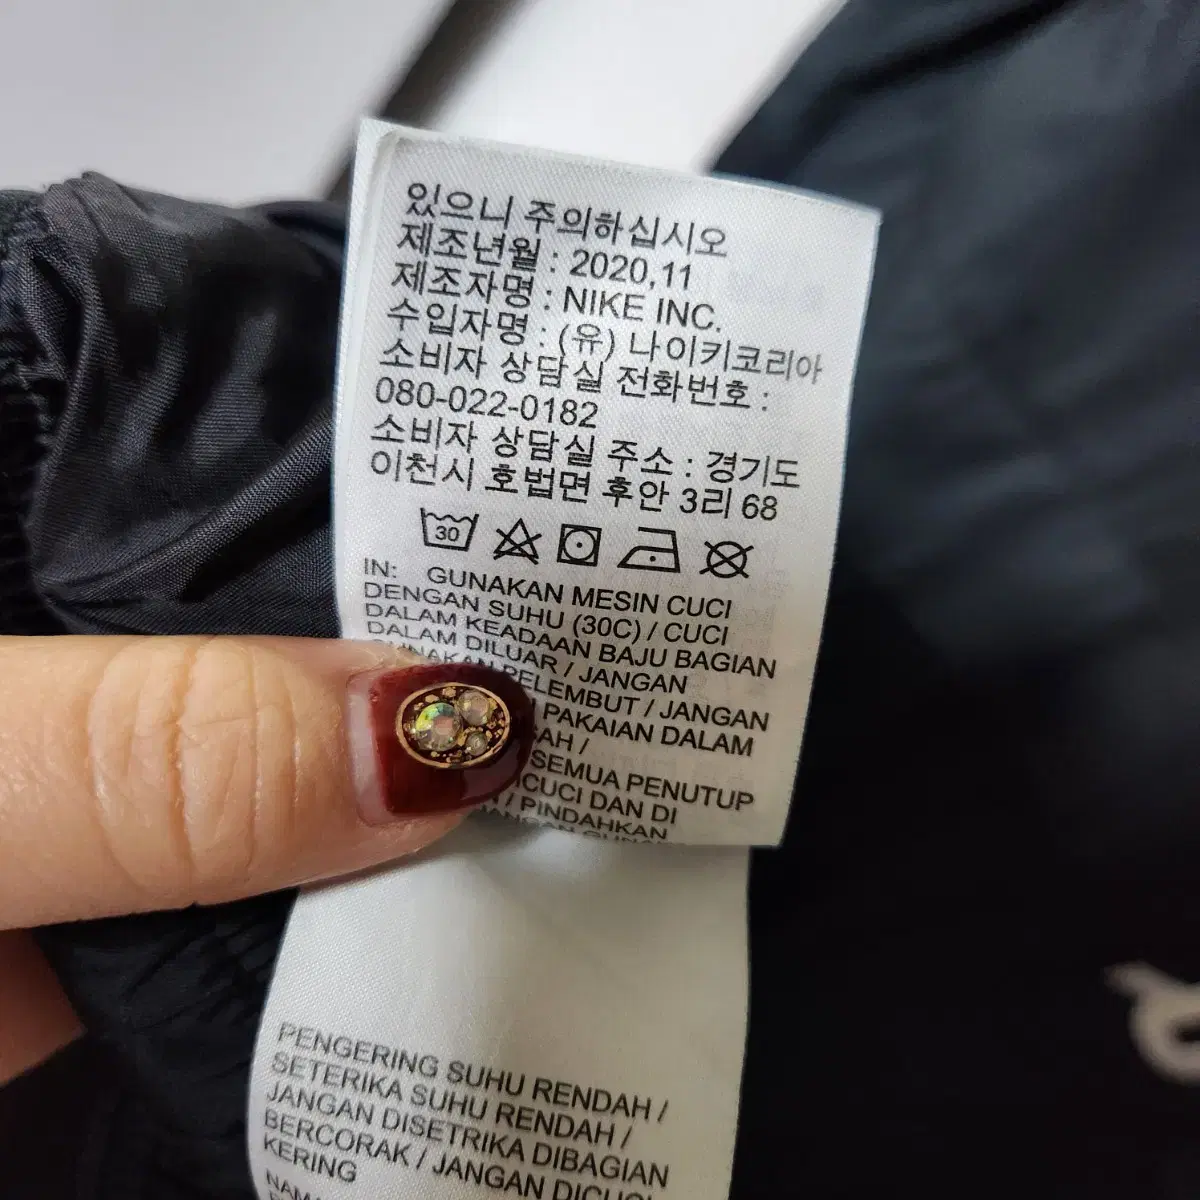 있으니 주의하십시오
제조년월 : 2020,11
제조자명 : NIKE INC.
수입자명 : (유) 나이키코리아
소비자 상담실 전화번호 :
080-022-0182
소비자 상담실 주소 : 경기도
이천시 호법면 후안 3리 68
30
IN: GUNAKAN MESIN CUCI
DENGAN SUHU (30C) / CUCI
DALAM KEADAAN BAJU BAGIAN
DALAM DILUAR / JANGAN
PELEMBUT / JANGAN
PAKAIAN DALAM
/
SEMUA PENUTUP
DAN DI
/ PINDAHKAN
PENGERING SUHU RENDAH /
SETERIKA SUHU RENDAH /
JANGAN DISETRIKA DIBAGIAN
BERCORAK / JANGAN DICUCI
KERING